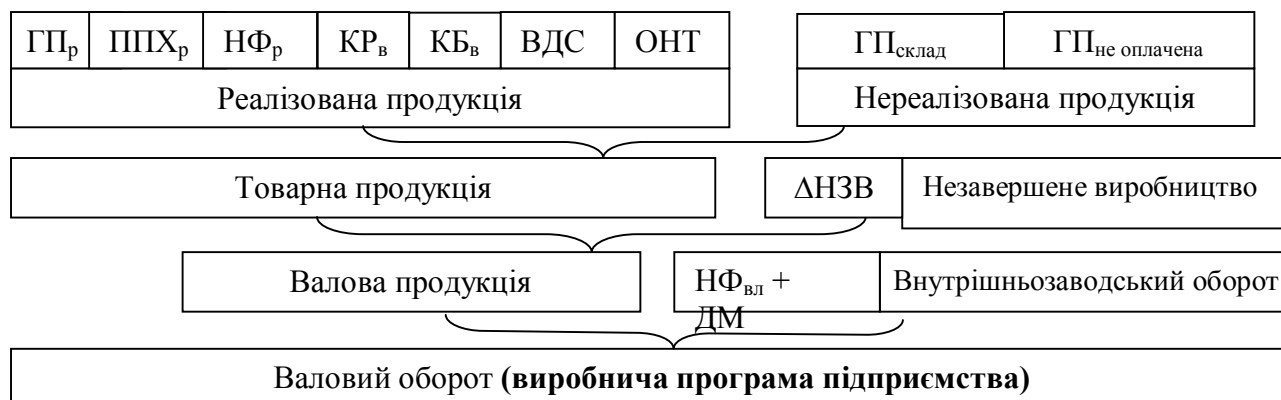 ГПр ППХр НФр КРв КБв ВДС ОНТ ГПсклад ГПне оплачена
Реалізована продукція Нереалізована продукція
Товарна продукція ΔНЗВ Незавершене виробництво
Валова продукція НФвл + ДМ Внутрішньозаводський оборот
Валовий оборот (виробнича програма підприємства)